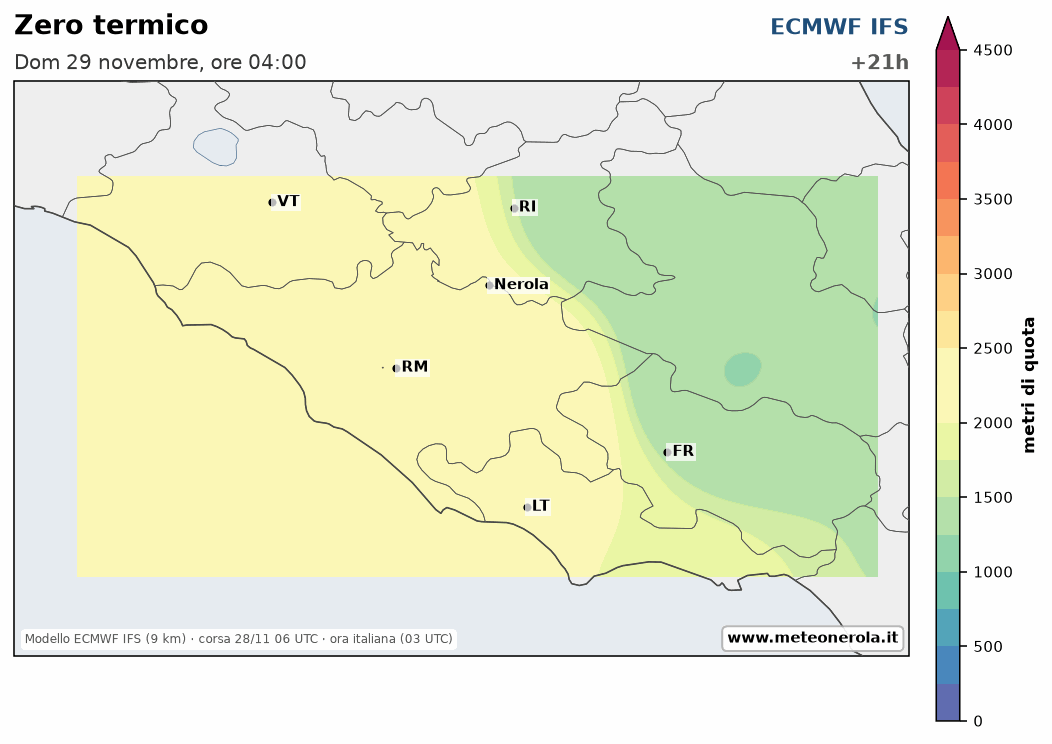 Zero termico
ECMWF IFS
Dom 29 novembre, ore 04:00
+21h
VT
RI
Nerola
RM
FR
LT
Modello ECMWF IFS (9 km) · corsa 28/11 06 UTC · ora italiana (03 UTC)
www.meteonerola.it
4500
4000
3500
3000
2500
2000
1500
1000
500
0
metri di quota